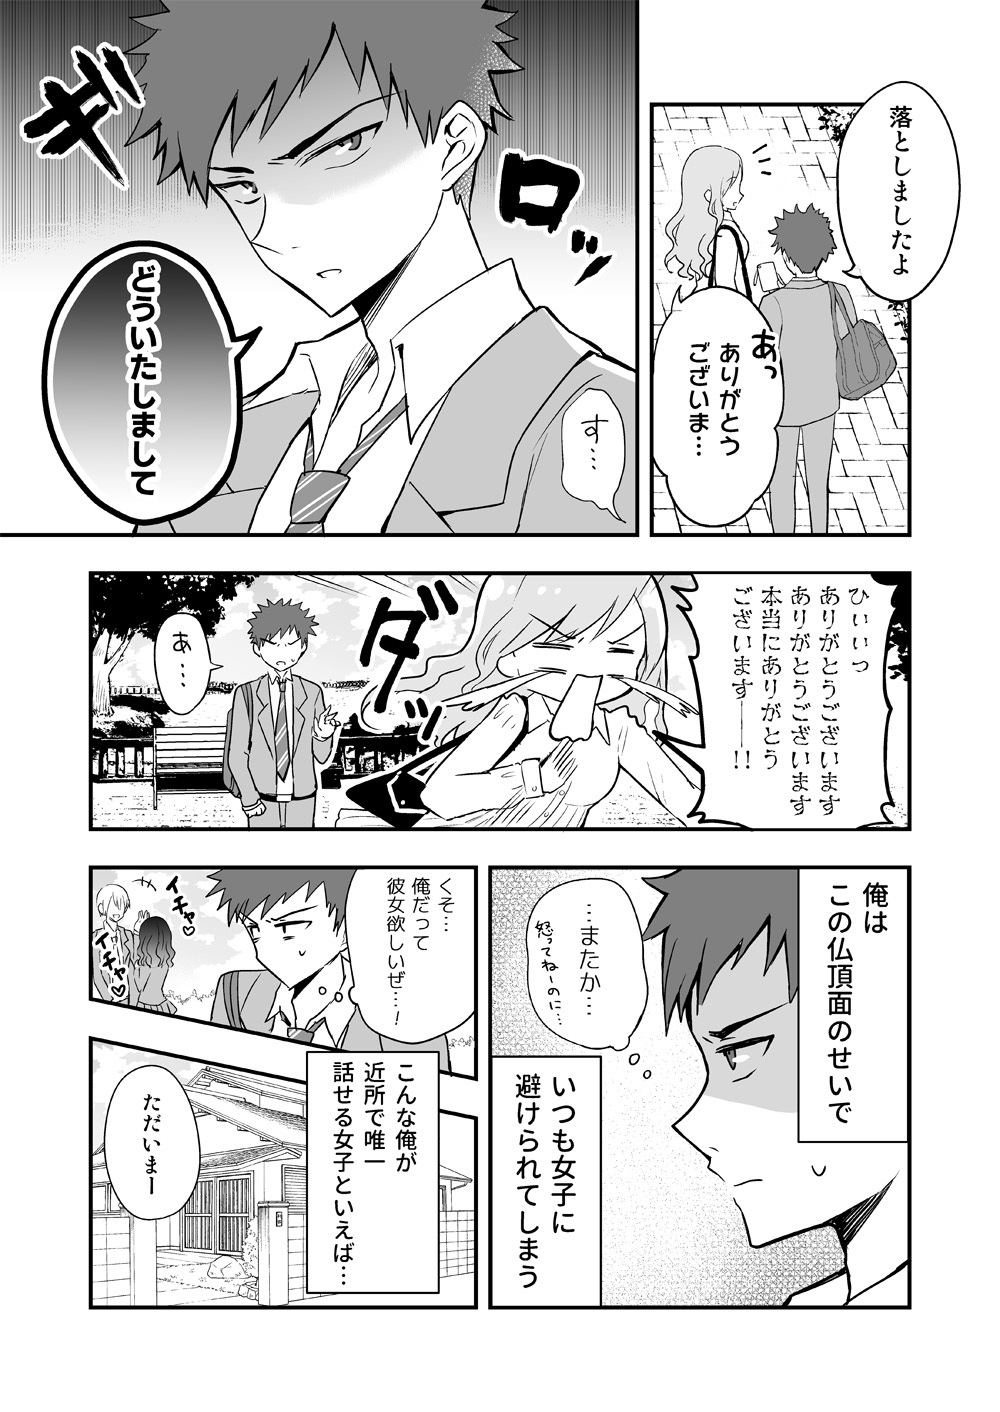 落としましたよ
あっ
ありがとう
ございま…
す…
ギロッ
どういたしまして
ひぃぃっ
ありがとうございます
ありがとうございます
本当にありがとう
ございます――!!
ダッ
あ…
俺は
この仏頂面のせいで
…またか…
怒ってねーのに…
いつも女子に
避けられてしまう
くそ…
俺だって
彼女欲しいぜ…!
イチャ♡
イチャ♡
こんな俺が
近所で唯一
話せる女子といえば…
ただいまー